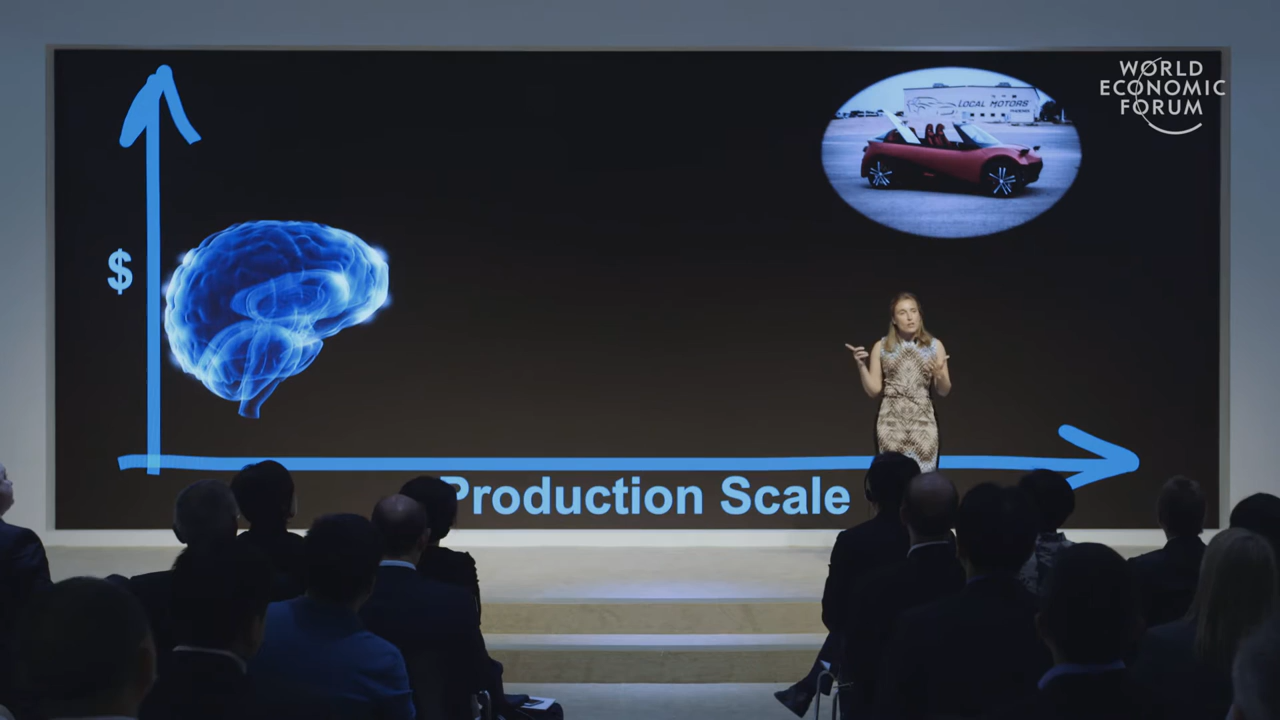 WORLD
ECONOMIC
FORUM
LOCAL MOTORS
$
Production Scale